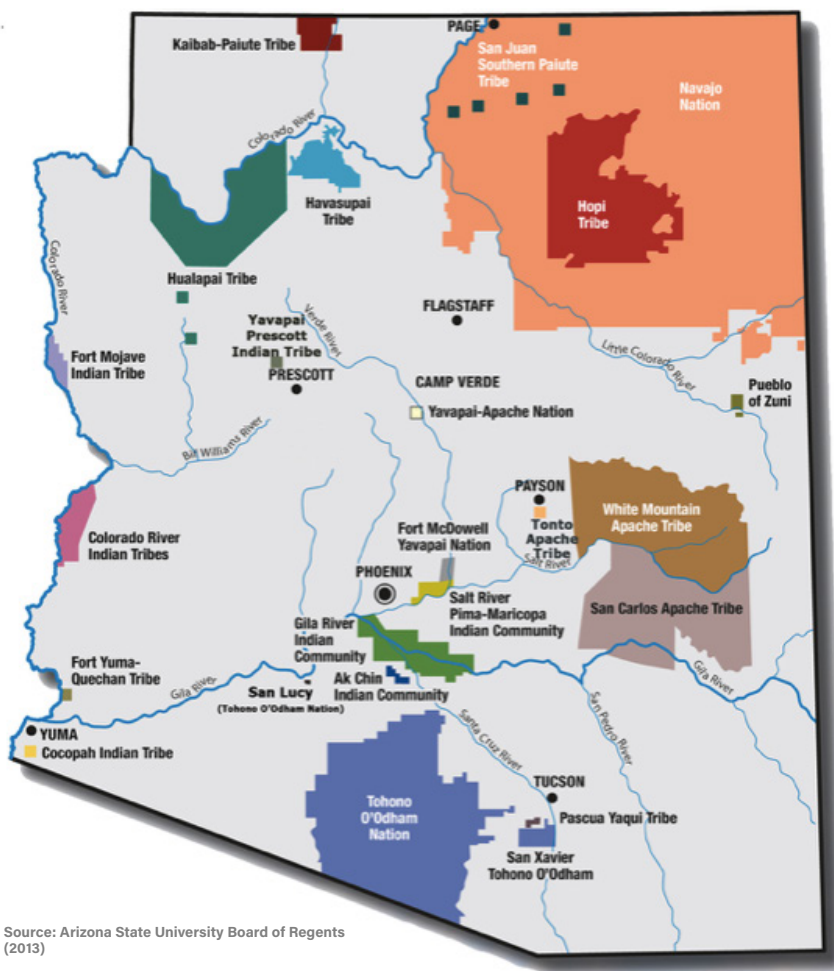 PAGE
Kaibab-Paiute Tribe
San Juan
Southern Paiute
Tribe
Navajo
Nation
Colorado River
Havasupai
Tribe
Hopi
Tribe
Colorado River
Hualapai Tribe
FLAGSTAFF
Verde River
Yavapai
Prescott
Indian Tribe
PRESCOTT
Fort Mojave
Indian Tribe
Little Colorado River
CAMP VERDE
Yavapai-Apache Nation
Pueblo
of Zuni
Bill Williams River
PAYSON
Tonto
Apache
Tribe
White Mountain
Apache Tribe
Fort McDowell
Yavapai Nation
Colorado River
Indian Tribes
Salt River
PHOENIX
Salt River
Pima-Maricopa
Indian Community
San Carlos Apache Tribe
Gila River
Indian
Community
Fort Yuma-
Quechan Tribe
Gila River
San Lucy
(Tohono O'Odham Nation)
Ak Chin
Indian Community
Gila River
San Pedro River
Santa Cruz River
YUMA
Cocopah Indian Tribe
TUCSON
Tohono
O'Odham
Nation
Pascua Yaqui Tribe
San Xavier
Tohono O'Odham
Source: Arizona State University Board of Regents
(2013)